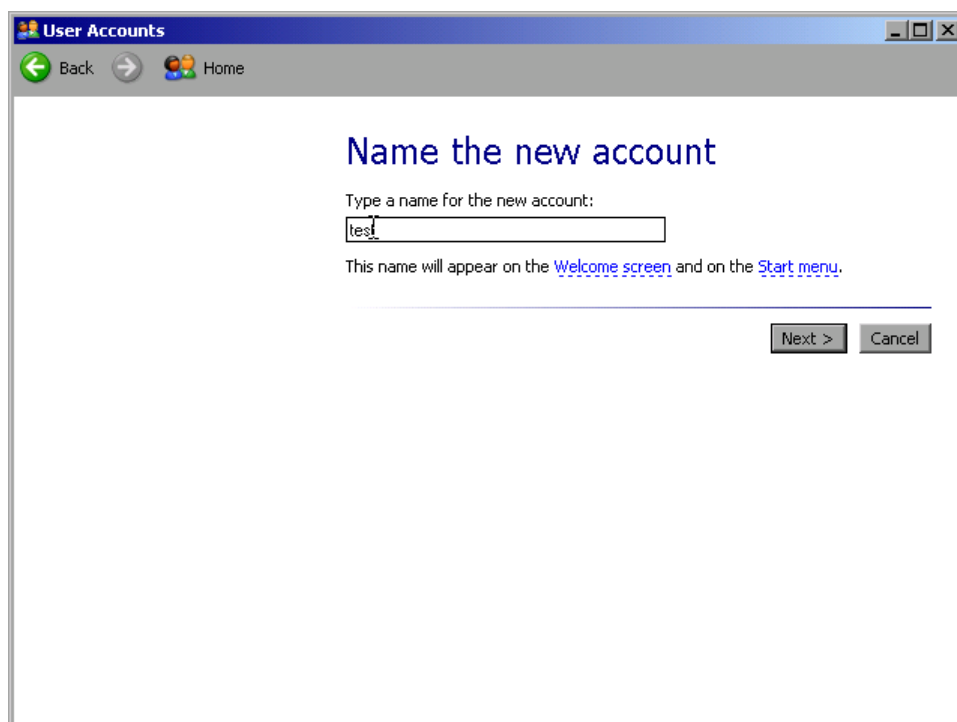 User Accounts
Back Home
Name the new account
Type a name for the new account:
This name will appear on the Welcome screen and on the Start menu.
Next > Cancel